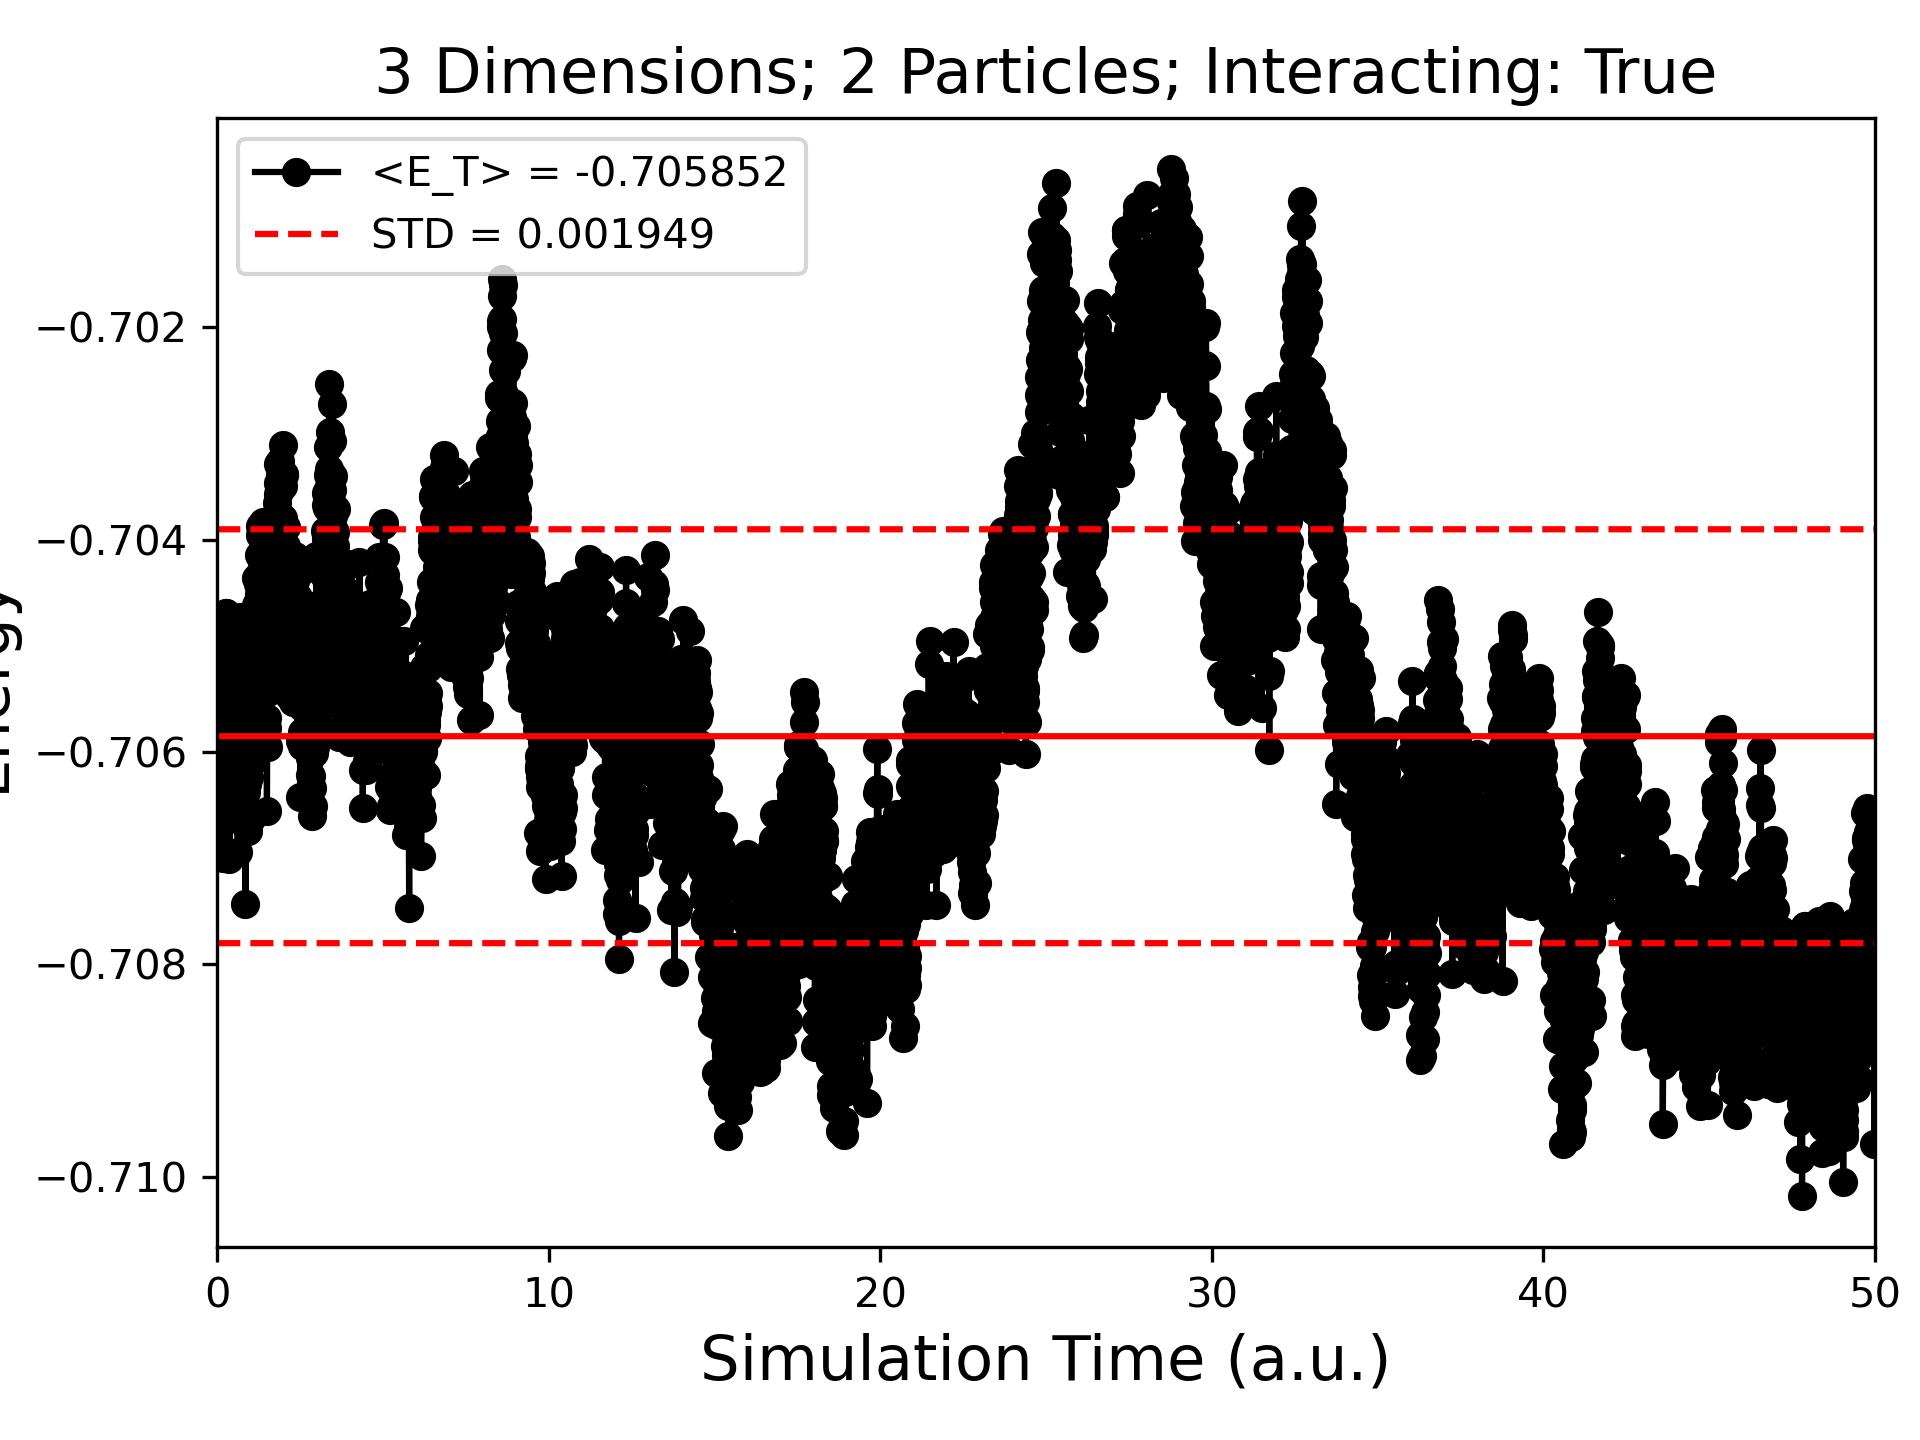 3 Dimensions; 2 Particles; Interacting: True
<E_T> = -0.705852
STD = 0.001949
−0.702
−0.704
−0.706
−0.708
−0.710
Energy
0 10 20 30 40 50
Simulation Time (a.u.)